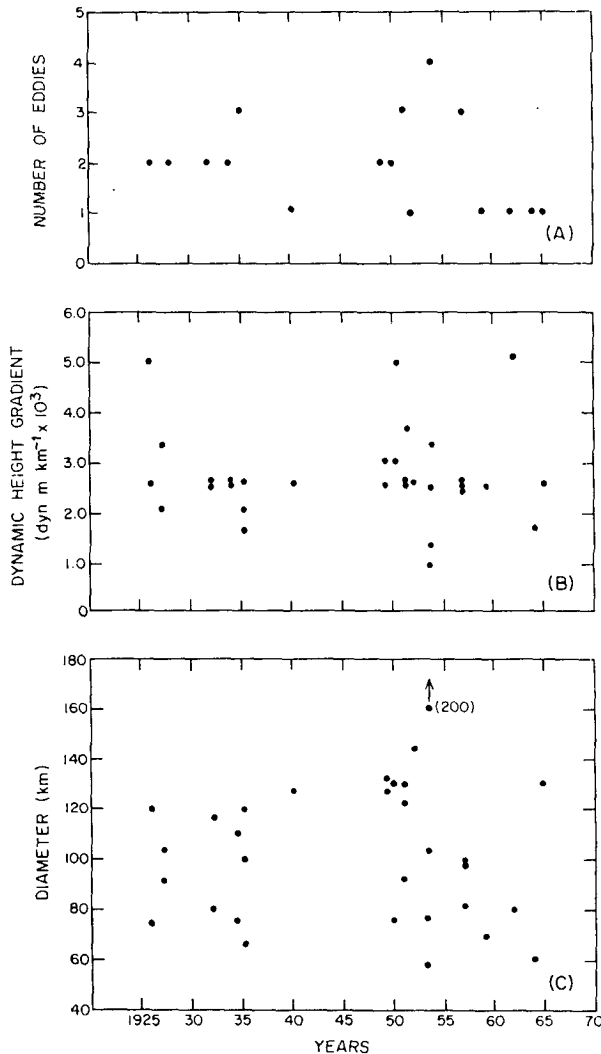 5
4
3
2
1
0
NUMBER OF EDDIES
(A)
6.0
5.0
4.0
3.0
2.0
1.0
0
DYNAMIC HEIGHT GRADIENT
(dyn m km⁻¹ x 10³)
(B)
180
160
140
120
100
80
60
40
DIAMETER (km)
(200)
(C)
1925 30 35 40 45 50 55 60 65 70
YEARS